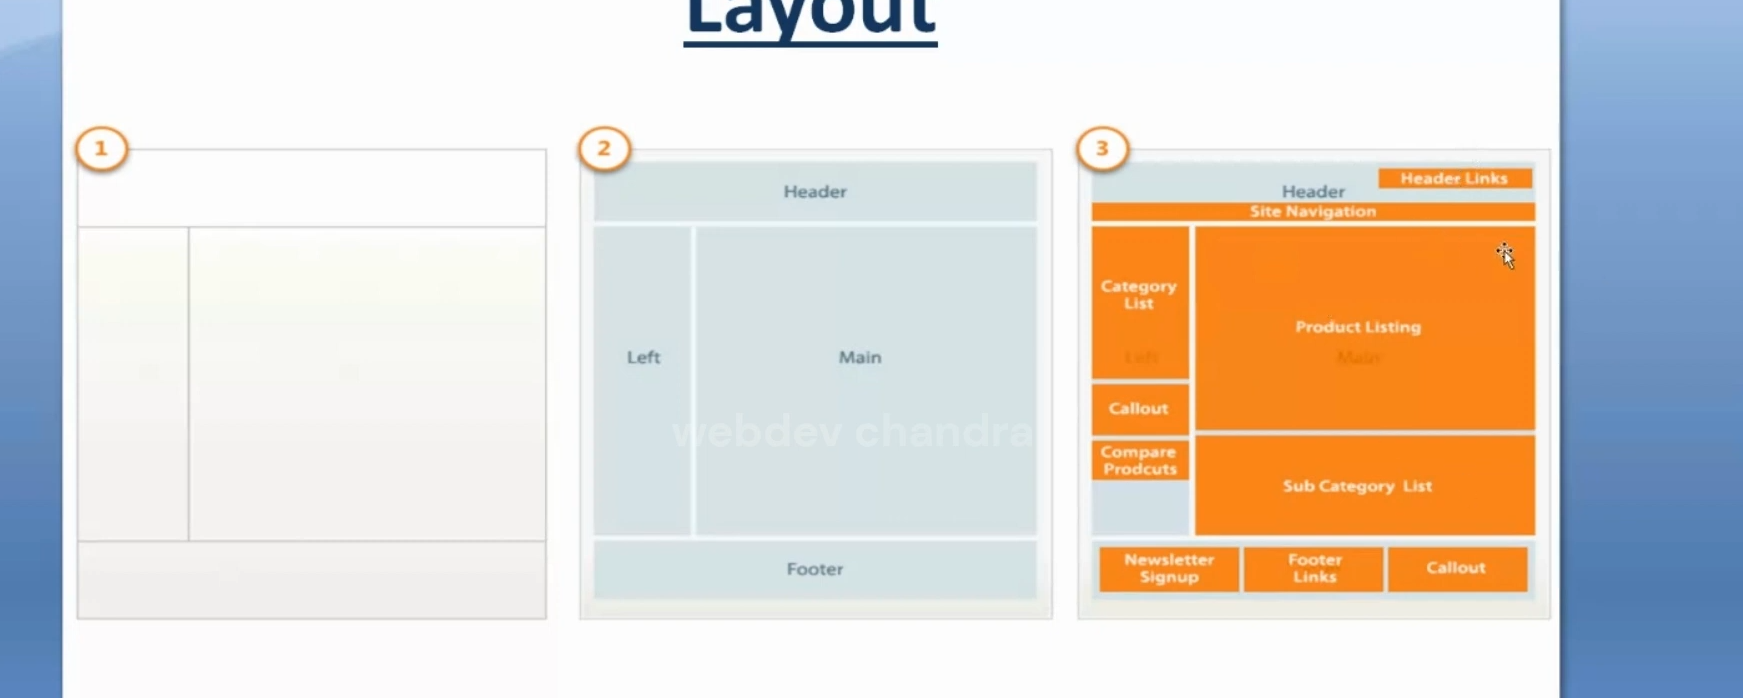 Layout
1
2
3
Header
Left
Main
webdev chandra
Footer
Header Links
Header
Site Navigation
Category
List
Left
Product Listing
Main
Callout
Compare
Prodcuts
Sub Category List
Newsletter
Signup
Footer
Links
Callout